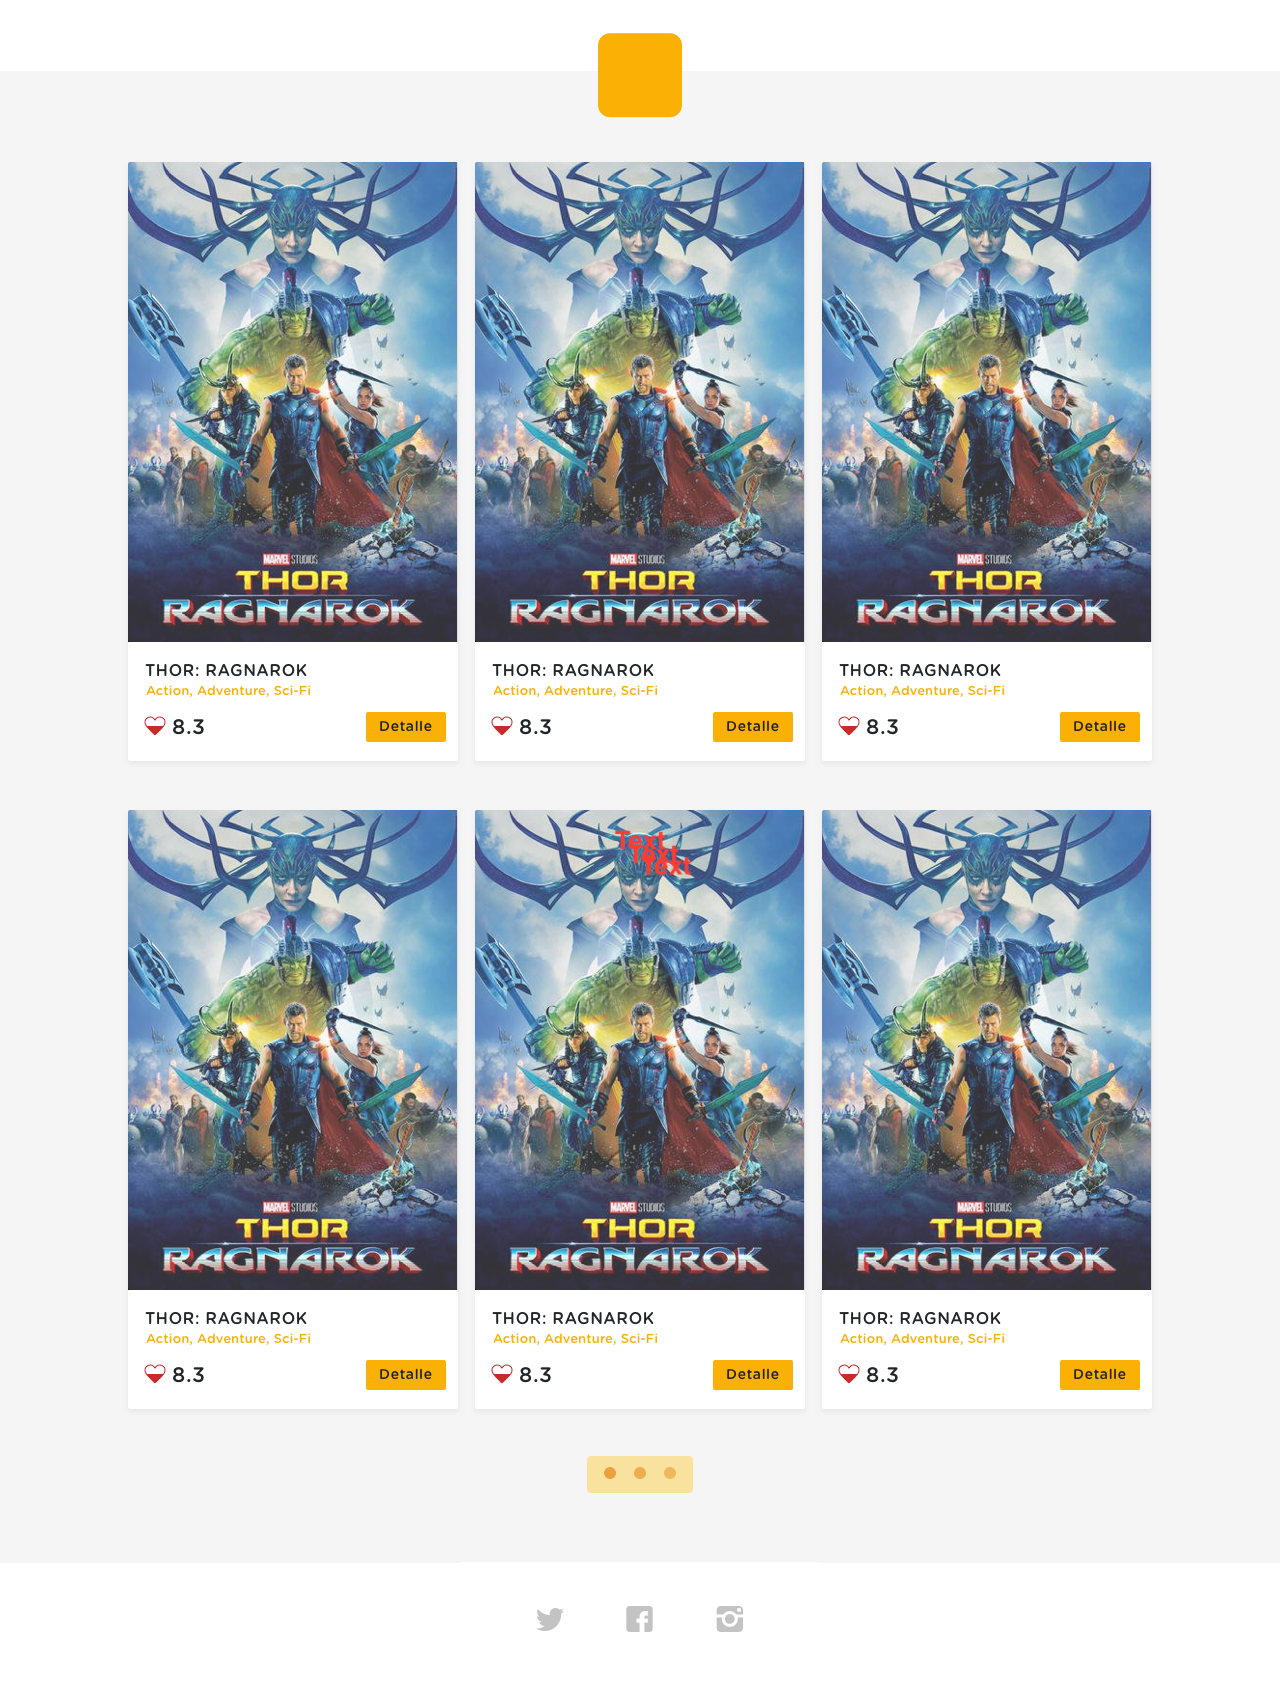 MARVEL STUDIOS
THOR
RAGNAROK
MARVEL STUDIOS
THOR
RAGNAROK
MARVEL STUDIOS
THOR
RAGNAROK
THOR: RAGNAROK
Action, Adventure, Sci-Fi
8.3
Detalle
THOR: RAGNAROK
Action, Adventure, Sci-Fi
8.3
Detalle
THOR: RAGNAROK
Action, Adventure, Sci-Fi
8.3
Detalle
Text
Text
Text
MARVEL STUDIOS
THOR
RAGNAROK
MARVEL STUDIOS
THOR
RAGNAROK
MARVEL STUDIOS
THOR
RAGNAROK
THOR: RAGNAROK
Action, Adventure, Sci-Fi
8.3
Detalle
THOR: RAGNAROK
Action, Adventure, Sci-Fi
8.3
Detalle
THOR: RAGNAROK
Action, Adventure, Sci-Fi
8.3
Detalle